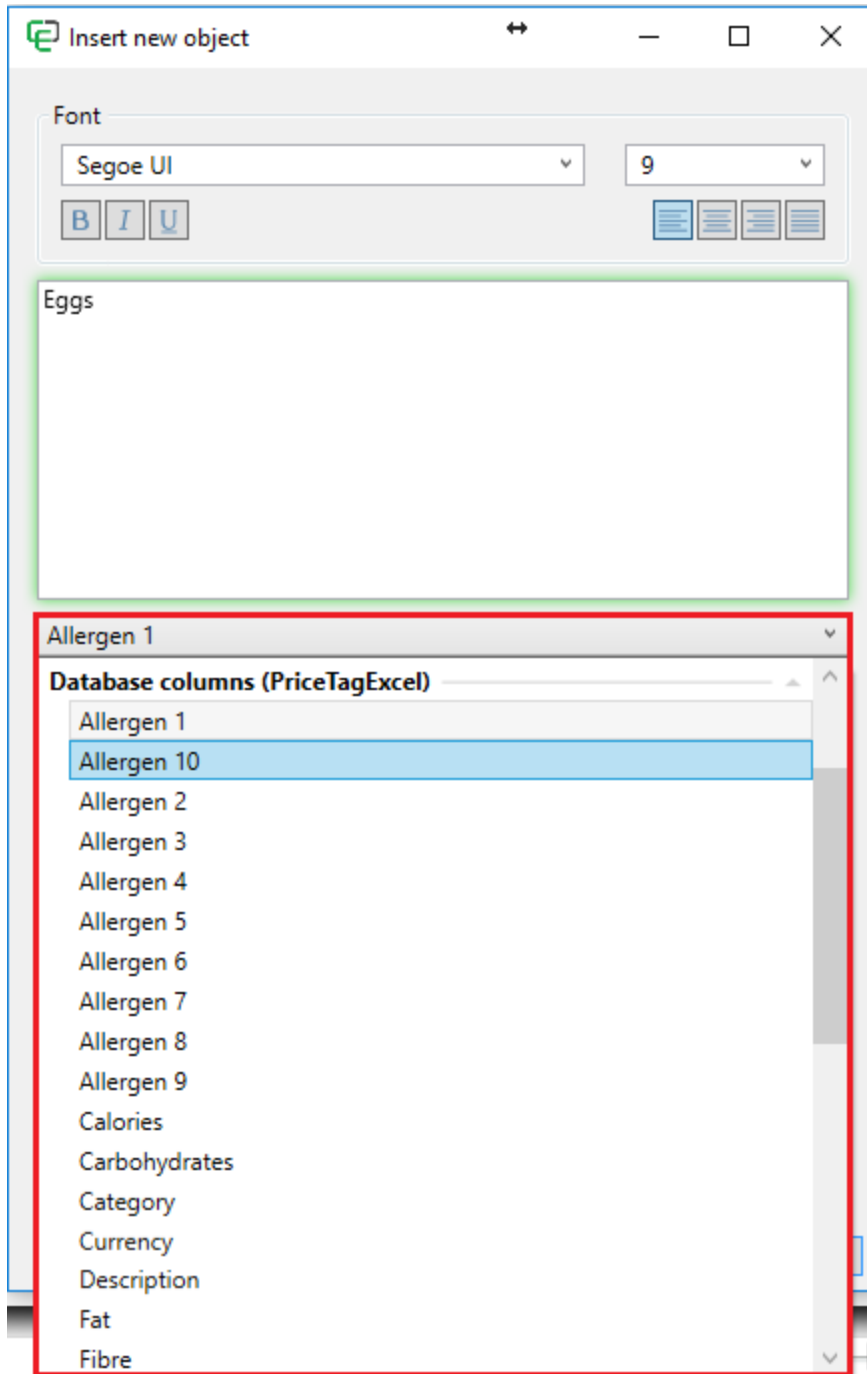 Insert new object
Font
Segoe UI 9
B I U
Eggs
Allergen 1
Database columns (PriceTagExcel)
Allergen 1
Allergen 10
Allergen 2
Allergen 3
Allergen 4
Allergen 5
Allergen 6
Allergen 7
Allergen 8
Allergen 9
Calories
Carbohydrates
Category
Currency
Description
Fat
Fibre